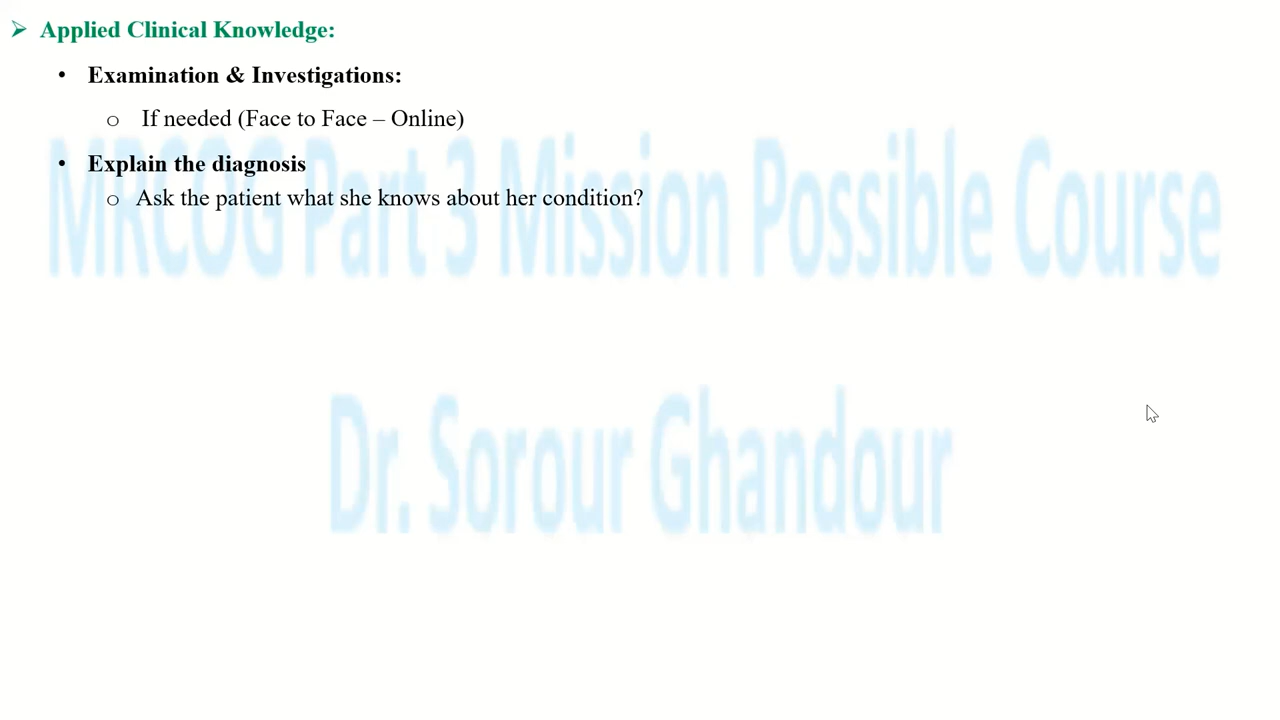 ➢ Applied Clinical Knowledge:
• Examination & Investigations:
o If needed (Face to Face – Online)
• Explain the diagnosis
o Ask the patient what she knows about her condition?
MRCOG Part 3 Mission Possible Course
Dr. Sorour Ghandour